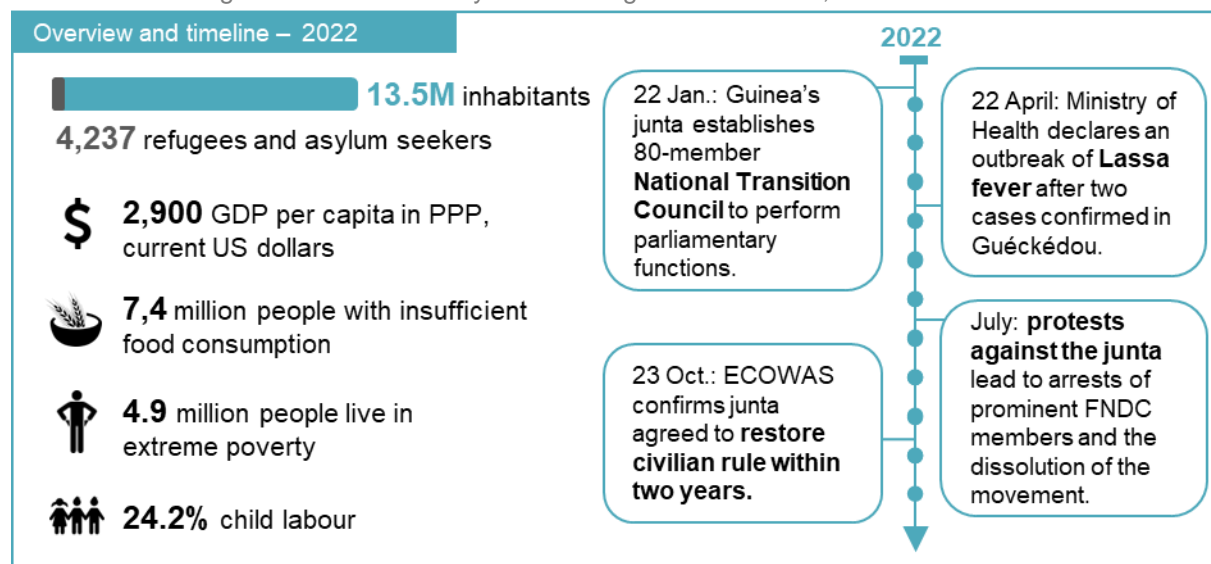 Overview and timeline – 2022
13.5M inhabitants
4,237 refugees and asylum seekers
$
2,900 GDP per capita in PPP,
current US dollars
7,4 million people with insufficient
food consumption
4.9 million people live in
extreme poverty
24.2% child labour
2022
22 Jan.: Guinea's
junta establishes
80-member
National Transition
Council to perform
parliamentary
functions.
22 April: Ministry of
Health declares an
outbreak of Lassa
fever after two
cases confirmed in
Guéckédou.
July: protests
against the junta
lead to arrests of
prominent FNDC
members and the
dissolution of the
movement.
23 Oct.: ECOWAS
confirms junta
agreed to restore
civilian rule within
two years.